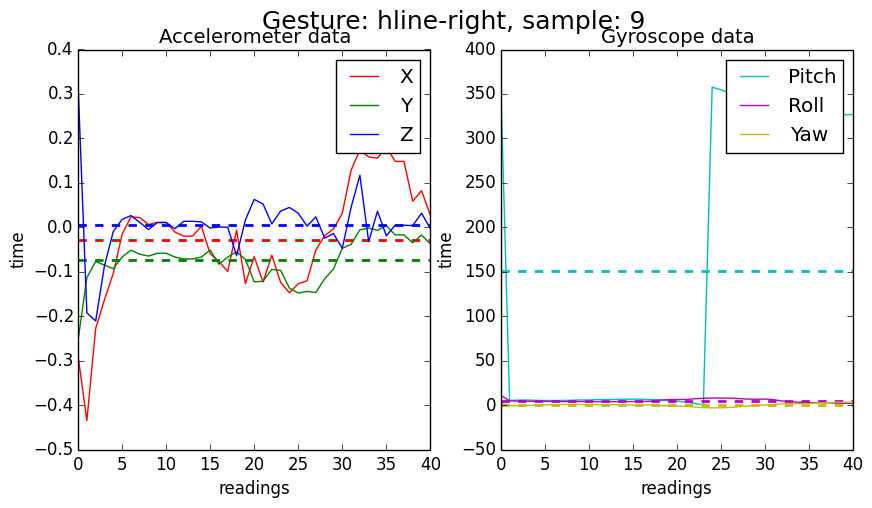 Gesture: hline-right, sample: 9
Accelerometer data
0.4
0.3
0.2
0.1
0.0
−0.1
−0.2
−0.3
−0.4
−0.5
time
0 5 10 15 20 25 30 35 40
readings
X
Y
Z
Gyroscope data
400
350
300
250
200
150
100
50
0
−50
time
0 5 10 15 20 25 30 35 40
readings
Pitch
Roll
Yaw